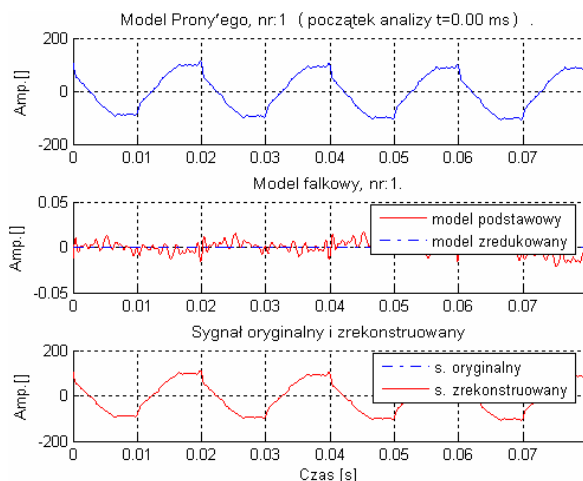 Model Prony'ego, nr:1 (początek analizy t=0.00 ms) .
Amp.[]
200
0
-200
0 0.01 0.02 0.03 0.04 0.05 0.06 0.07
Model falkowy, nr:1.
Amp.[]
0.05
0
-0.05
model podstawowy
model zredukowany
0 0.01 0.02 0.03 0.04 0.05 0.06 0.07
Sygnał oryginalny i zrekonstruowany
Amp.[]
200
0
-200
s. oryginalny
s. zrekonstruowany
0 0.01 0.02 0.03 0.04 0.05 0.06 0.07
Czas [s]